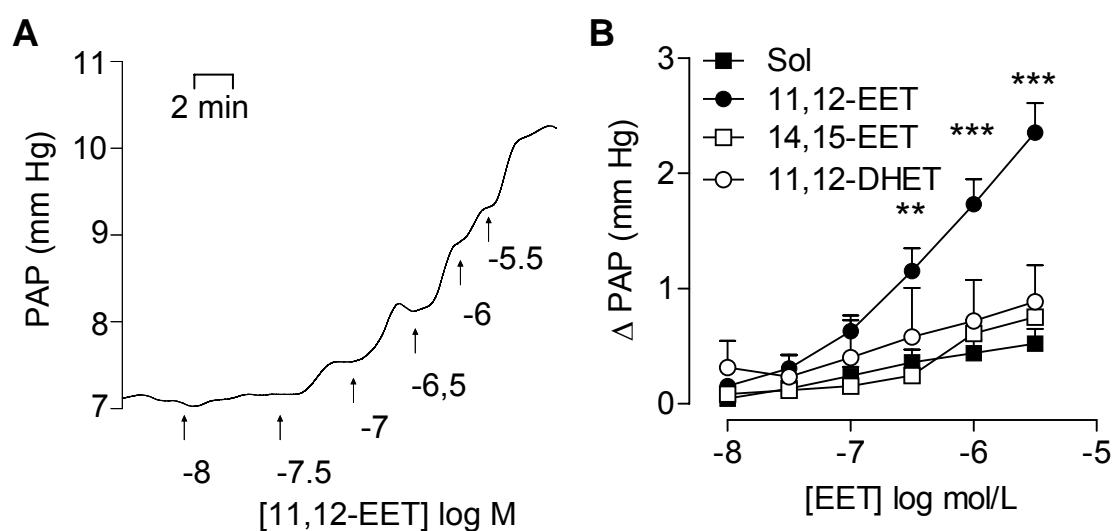 A
11
10
9
8
7
PAP (mm Hg)
2 min
-5.5
-6
-6,5
-7
-7.5
-8
[11,12-EET] log M
B
3
2
1
0
Δ PAP (mm Hg)
Sol
11,12-EET
14,15-EET
11,12-DHET
***
***
**
-8
-7
-6
-5
[EET] log mol/L